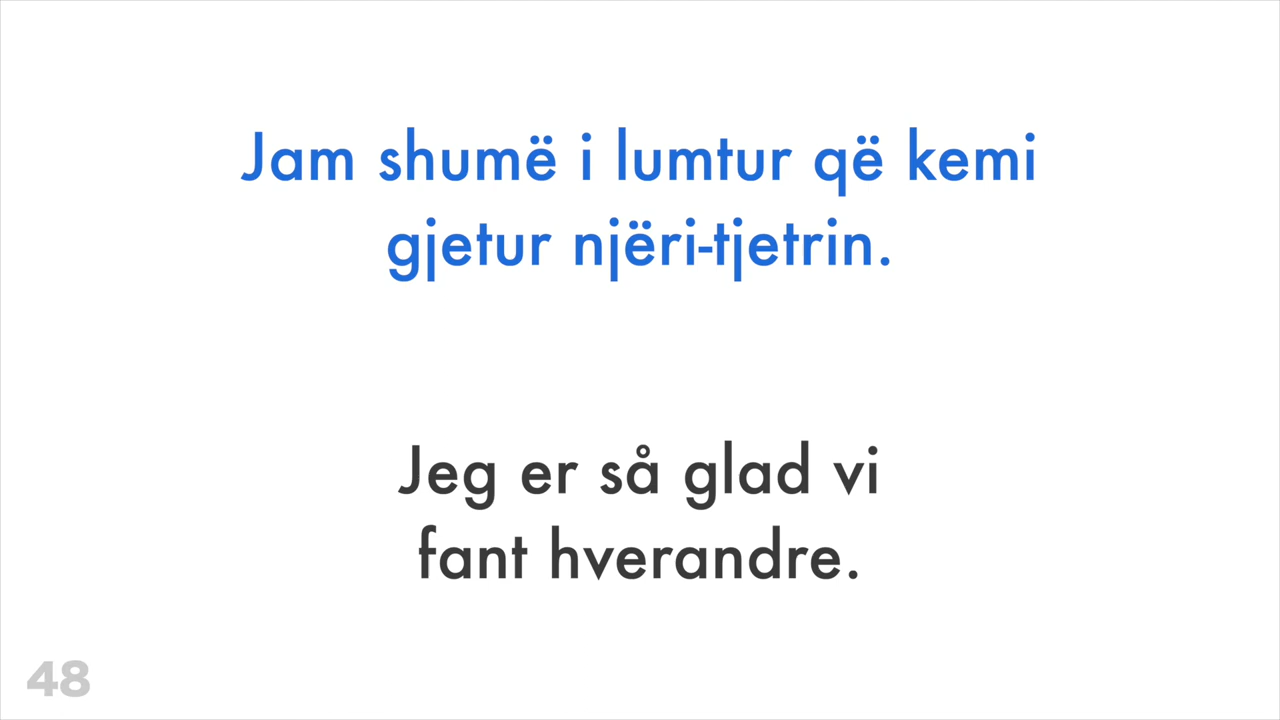 Jam shumë i lumtur që kemi
gjetur njëri-tjetrin.
Jeg er så glad vi
fant hverandre.
48